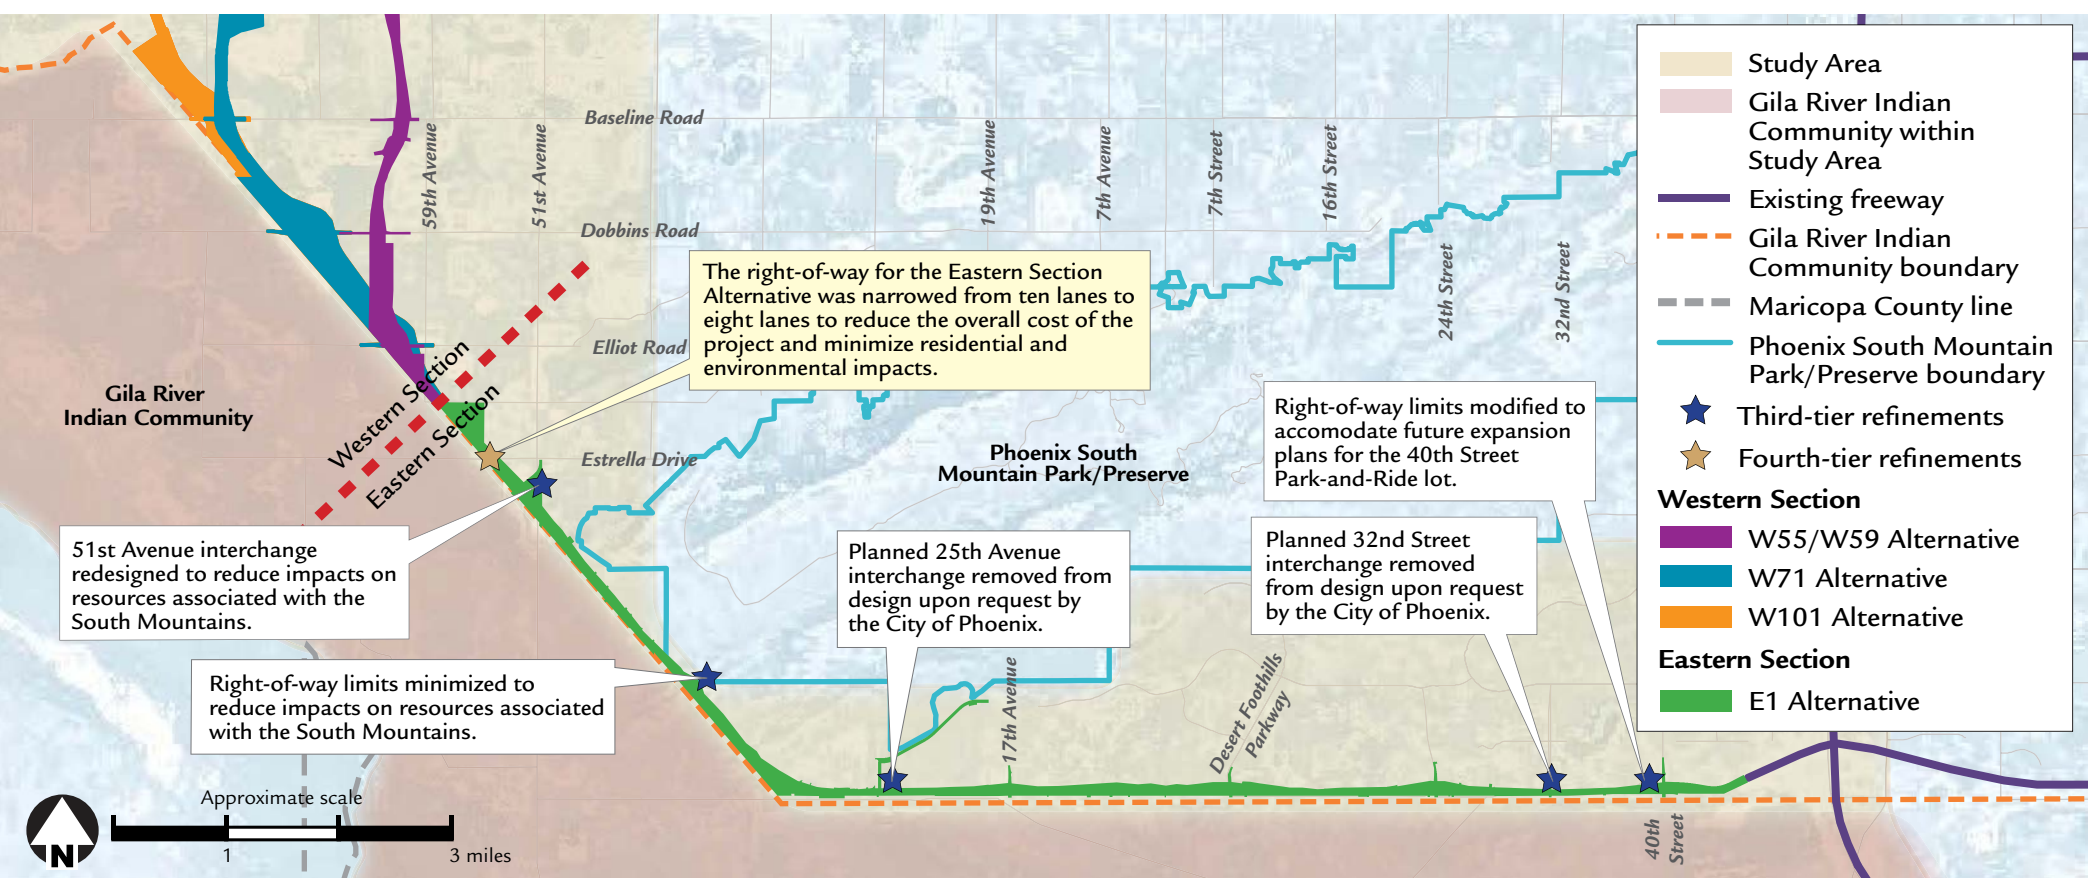 Baseline Road
Dobbins Road
Elliot Road
Estrella Drive
59th Avenue
51st Avenue
19th Avenue
7th Avenue
7th Street
16th Street
24th Street
32nd Street
17th Avenue
Desert Foothills
Parkway
40th
Street
Western Section
Eastern Section
Gila River
Indian Community
Phoenix South
Mountain Park/Preserve
The right-of-way for the Eastern Section
Alternative was narrowed from ten lanes to
eight lanes to reduce the overall cost of the
project and minimize residential and
environmental impacts.
Right-of-way limits modified to
accomodate future expansion
plans for the 40th Street
Park-and-Ride lot.
51st Avenue interchange
redesigned to reduce impacts on
resources associated with the
South Mountains.
Planned 25th Avenue
interchange removed from
design upon request by
the City of Phoenix.
Planned 32nd Street
interchange removed
from design upon request
by the City of Phoenix.
Right-of-way limits minimized to
reduce impacts on resources associated
with the South Mountains.
Approximate scale
1
3 miles
N
Study Area
Gila River Indian
Community within
Study Area
Existing freeway
Gila River Indian
Community boundary
Maricopa County line
Phoenix South Mountain
Park/Preserve boundary
Third-tier refinements
Fourth-tier refinements
Western Section
W55/W59 Alternative
W71 Alternative
W101 Alternative
Eastern Section
E1 Alternative